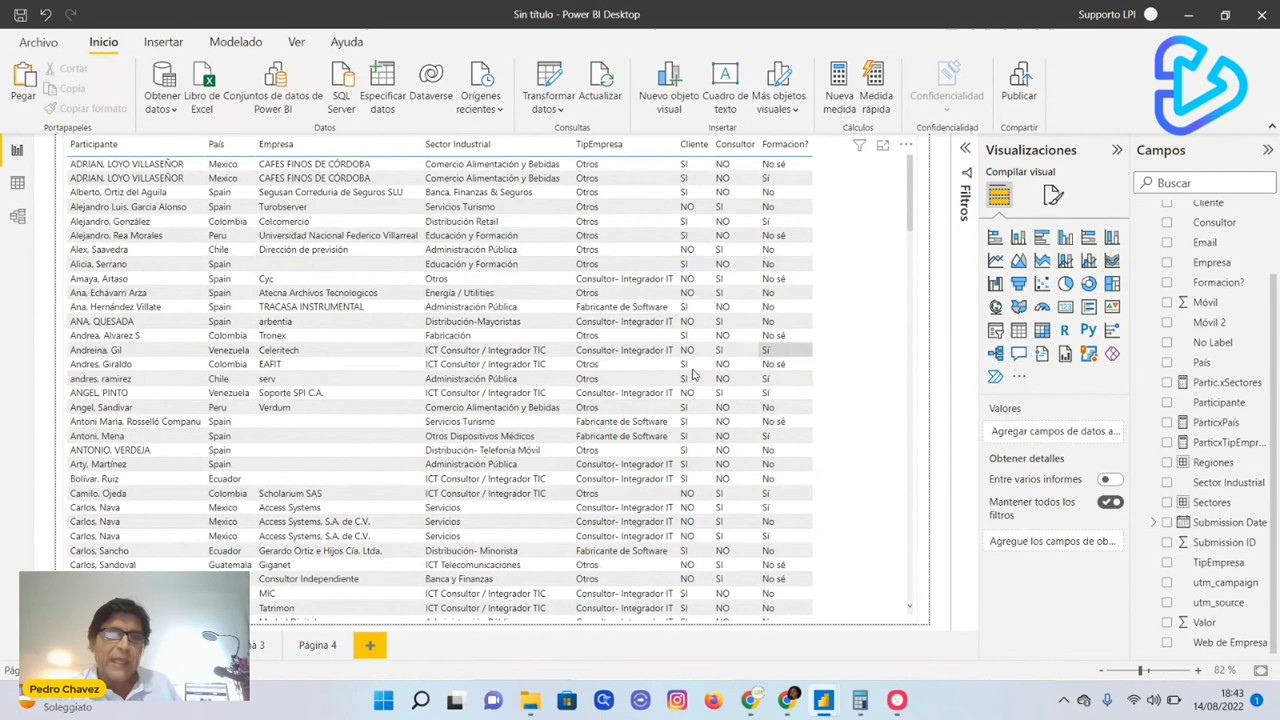 Sin título - Power BI Desktop
Supporto LPI
Archivo Inicio Insertar Modelado Ver Ayuda
Pegar
Cortar
Copia
Copiar formato
Portapapeles
Obtener datos
Libro de Excel
Conjuntos de datos de Power BI
SQL Server
Especificar datos
Dataverse
Orígenes recientes
Datos
Transformar datos
Actualizar
Consultas
Nuevo objeto visual
Cuadro de texto
Más objetos visuales
Insertar
Nueva medida
Medida rápida
Cálculos
Confidencialidad
Confidencialidad
Publicar
Compartir
Participante País Empresa Sector Industrial TipEmpresa Cliente Consultor Formacion?
ADRIAN, LOYO VILLASEÑOR Mexico CAFES FINOS DE CÓRDOBA Comercio Alimentación y Bebidas Otros SI NO No sé
ADRIAN, LOYO VILLASEÑOR Mexico CAFES FINOS DE CÓRDOBA Comercio Alimentación y Bebidas Otros SI NO Sí
Alberto, Ortiz del Aguila Spain Segusan Correduria de Seguros SLU Banca, Finanzas & Seguros Otros SI NO No
Alejandro Luis, Garcia Alonso Spain Turobserver Servicios Turismo Otros NO SI No
Alejandro, González Colombia Colcomerio Distribución Retail Otros SI NO Sí
Alejandro, Rea Morales Peru Universidad Nacional Federico Villarreal Educación y Formación Otros SI NO No sé
Alex, Saavedra Chile Dirección de previsión Administración Pública Otros NO SI Sí
Alicia, Serrano Spain Educación y Formación Otros SI NO No
Amaya, Artaso Spain Cyc Otros Consultor- Integrador IT SI NO No sé
Ana, Echávarri Arza Spain Atecna Archivos Tecnologicos Energía / Utilities Otros NO SI No
Ana, Hernández Villate Spain TRACASA INSTRUMENTAL Administración Pública Fabricante de Software SI NO No
ANA, QUESADA Spain arbentia Distribución-Mayoristas Consultor- Integrador IT NO SI No
Andrea, Alvarez S Colombia Tronex Fabricación Otros SI NO No sé
Andreina, Gil Venezuela Celeritech ICT Consultor / Integrador TIC Consultor- Integrador IT NO SI Sí
Andres, Giraldo Colombia EAFIT ICT Consultor / Integrador TIC Otros SI NO No sé
andres, ramirez Chile serv Administración Pública Otros SI NO Sí
ANGEL, PINTO Venezuela Soporte SPI C.A. ICT Consultor / Integrador TIC Consultor- Integrador IT NO SI Sí
Angel, Sandivar Peru Verdum Comercio Alimentación y Bebidas Otros SI NO No
Antoni Maria, Rosselló Companu Spain Servicios Turismo Fabricante de Software SI NO No sé
Antoni, Mena Spain Otros Dispositivos Médicos Fabricante de Software SI NO Sí
ANTONIO, VERDEJA Spain Distribución- Telefonía Móvil Otros SI NO No
Arty, Martínez Spain Administración Pública Consultor- Integrador IT SI NO No
Bolívar, Ruiz Ecuador ICT Consultor / Integrador TIC Otros SI NO No
Camilo, Ojeda Colombia Scholarium SAS ICT Consultor / Integrador TIC Otros NO SI Sí
Carlos, Nava Mexico Access Systems Servicios Consultor- Integrador IT SI NO Sí
Carlos, Nava Mexico Access Systems, S.A. de C.V. Servicios Consultor- Integrador IT SI NO No
Carlos, Nava Mexico Access Systems, S.A. de C.V. Servicios Consultor- Integrador IT SI NO Sí
Carlos, Sancho Ecuador Gerardo Ortiz e Hijos Cía. Ltda. Distribución- Minorista Fabricante de Software SI NO No
Carlos, Sandoval Guatemala Giganet ICT Telecomunicaciones Otros SI NO No sé
Consultor Independiente Banca y Finanzas Otros NO SI No sé
MIC ICT Consultor / Integrador TIC Consultor- Integrador IT SI NO No
Tatrimon ICT Consultor / Integrador TIC Consultor- Integrador IT SI NO No
Filtros
Visualizaciones
Compilar visual
R Py
Valores
Agregar campos de datos a...
Obtener detalles
Entre varios informes
Mantener todos los filtros
Agregue los campos de ob...
Campos
Buscar
Cliente
Consultor
Email
Empresa
Formacion?
Móvil
Móvil 2
No Label
País
Partic.xSectores
Participante
ParticxPaís
ParticxTipEmpr...
Regiones
Sector Industrial
Sectores
Submission Date
Submission ID
TipEmpresa
utm_campaign
utm_source
Valor
Web de Empresa
3 Página 4
82 %
Pedro Chavez
Soleggiato
18:43
14/08/2022